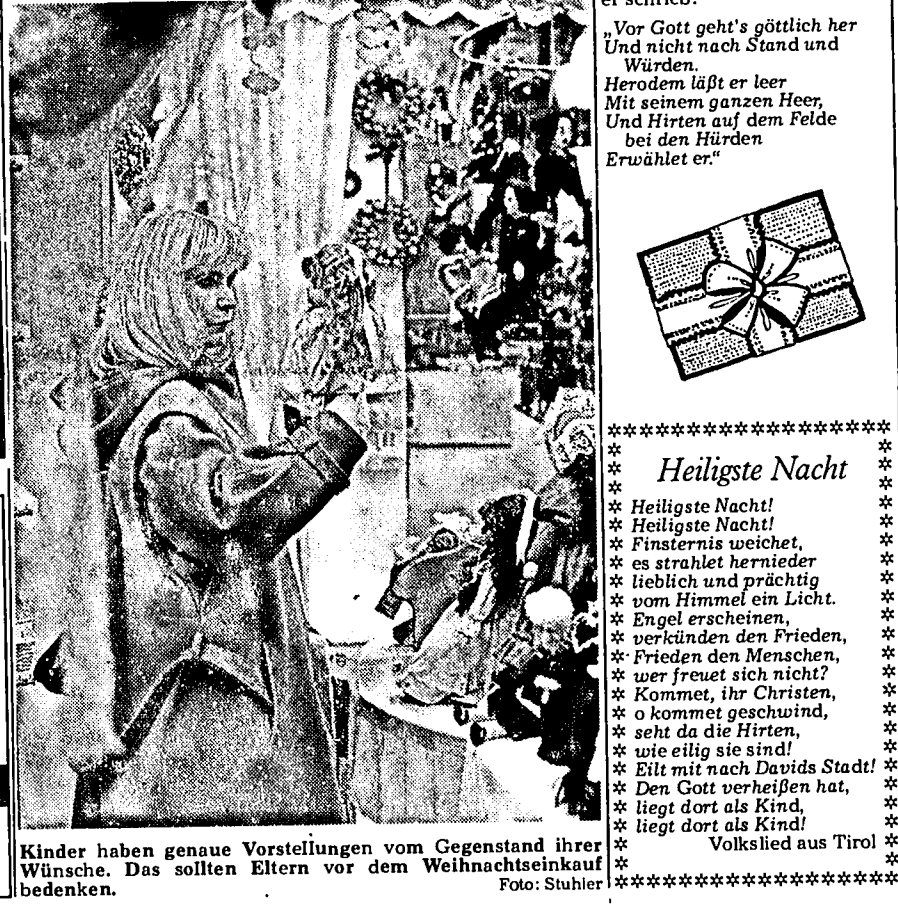 Kinder haben genaue Vorstellungen vom Gegenstand ihrer
Wünsche. Das sollten Eltern vor dem Weihnachtseinkauf
bedenken.
Foto: Stuhler
er schrieb:
„Vor Gott geht's göttlich her
Und nicht nach Stand und
Würden.
Herodem läßt er leer
Mit seinem ganzen Heer,
Und Hirten auf dem Felde
bei den Hürden
Erwählet er.“
Heiligste Nacht
Heiligste Nacht!
Heiligste Nacht!
Finsternis weichet,
es strahlet hernieder
lieblich und prächtig
vom Himmel ein Licht.
Engel erscheinen,
verkünden den Frieden,
Frieden den Menschen,
wer freuet sich nicht?
Kommet, ihr Christen,
o kommet geschwind,
seht da die Hirten,
wie eilig sie sind!
Eilt mit nach Davids Stadt!
Den Gott verheißen hat,
liegt dort als Kind,
liegt dort als Kind!
Volkslied aus Tirol